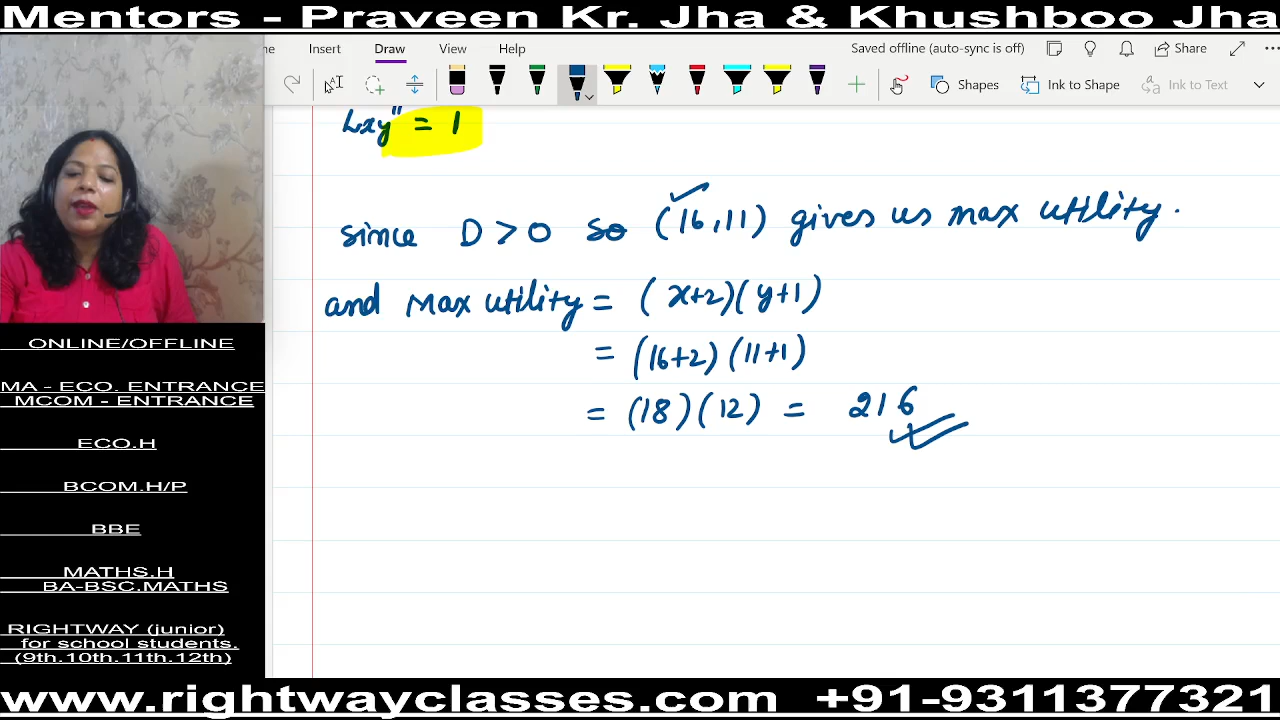 Mentors - Praveen Kr. Jha & Khushboo Jha
Insert Draw View Help Saved offline (auto-sync is off) Share
Shapes Ink to Shape Ink to Text
Lxy" = 1
since D > 0 so (16,11) gives us max utility.
and Max utility = (x+2)(y+1)
= (16+2)(11+1)
= (18)(12) = 216
ONLINE/OFFLINE
MA - ECO. ENTRANCE
MCOM - ENTRANCE
ECO.H
BCOM.H/P
BBE
MATHS.H
BA-BSC.MATHS
RIGHTWAY (junior)
for school students.
(9th.10th.11th.12th)
www.rightwayclasses.com +91-9311377321